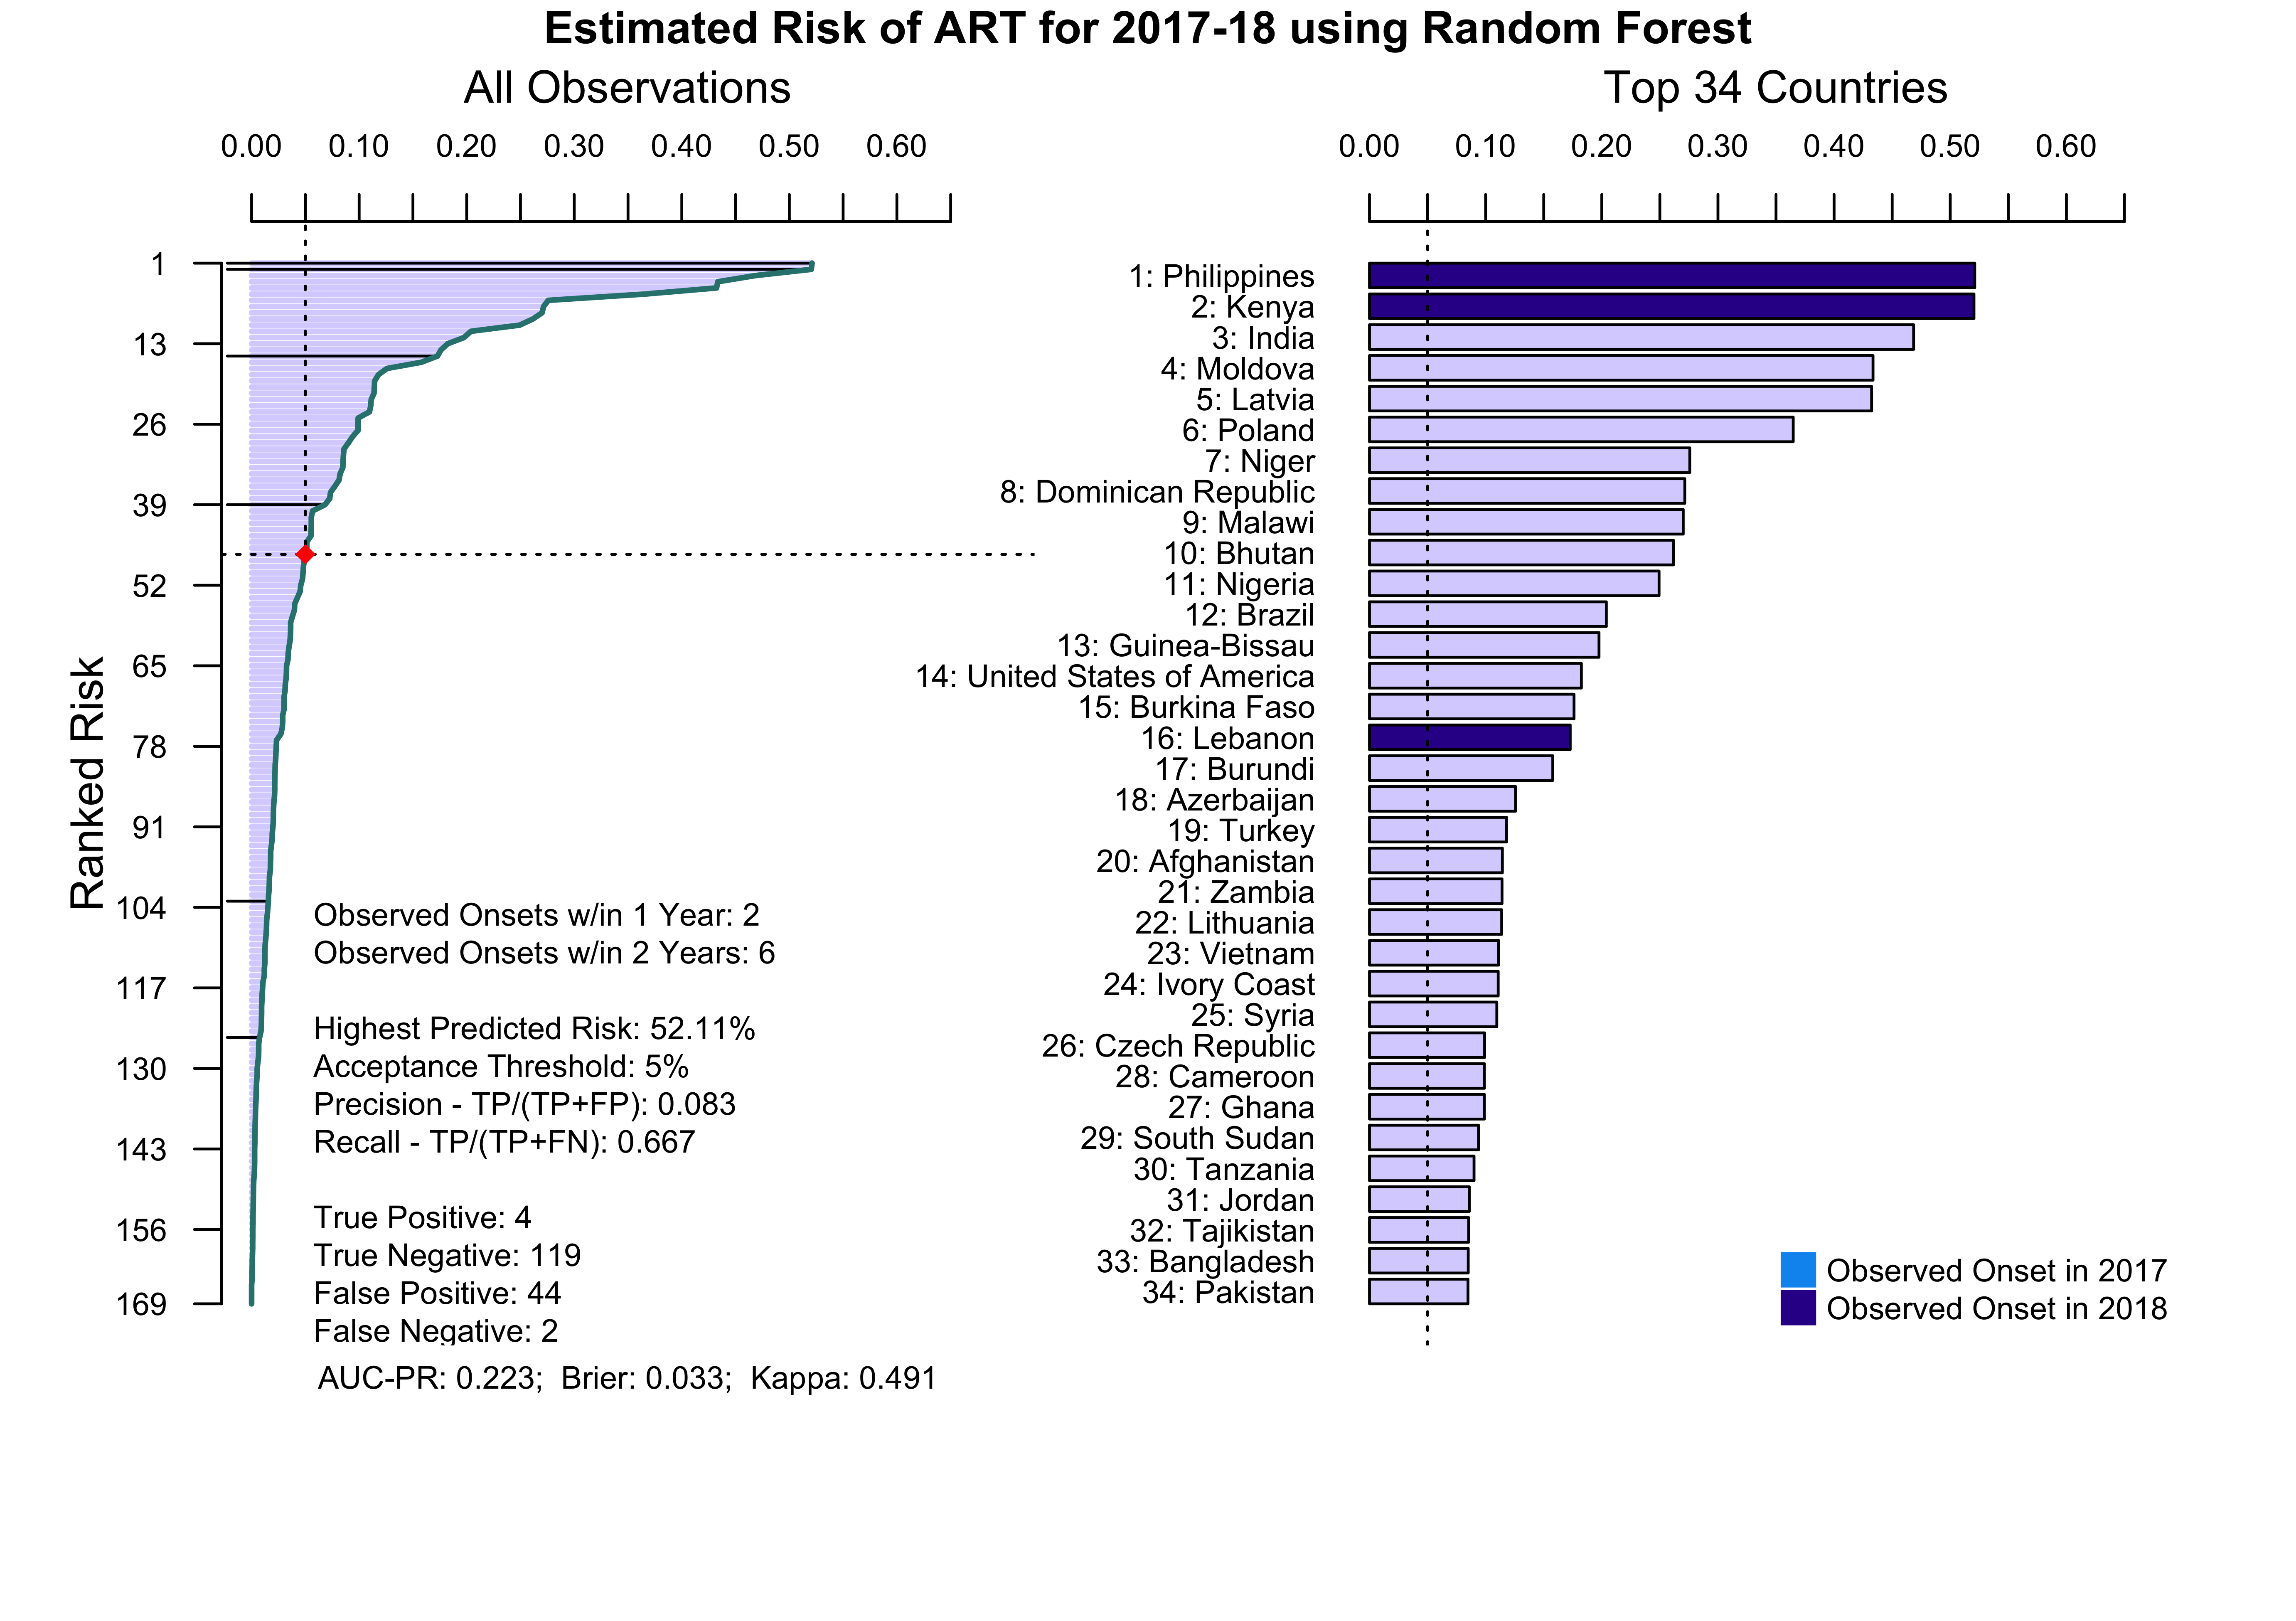 Estimated Risk of ART for 2017-18 using Random Forest
All Observations
0.00 0.10 0.20 0.30 0.40 0.50 0.60
Ranked Risk
1
13
26
39
52
65
78
91
104
117
130
143
156
169
Observed Onsets w/in 1 Year: 2
Observed Onsets w/in 2 Years: 6
Highest Predicted Risk: 52.11%
Acceptance Threshold: 5%
Precision - TP/(TP+FP): 0.083
Recall - TP/(TP+FN): 0.667
True Positive: 4
True Negative: 119
False Positive: 44
False Negative: 2
AUC-PR: 0.223; Brier: 0.033; Kappa: 0.491
Top 34 Countries
0.00 0.10 0.20 0.30 0.40 0.50 0.60
1: Philippines
2: Kenya
3: India
4: Moldova
5: Latvia
6: Poland
7: Niger
8: Dominican Republic
9: Malawi
10: Bhutan
11: Nigeria
12: Brazil
13: Guinea-Bissau
14: United States of America
15: Burkina Faso
16: Lebanon
17: Burundi
18: Azerbaijan
19: Turkey
20: Afghanistan
21: Zambia
22: Lithuania
23: Vietnam
24: Ivory Coast
25: Syria
26: Czech Republic
28: Cameroon
27: Ghana
29: South Sudan
30: Tanzania
31: Jordan
32: Tajikistan
33: Bangladesh
34: Pakistan
Observed Onset in 2017
Observed Onset in 2018